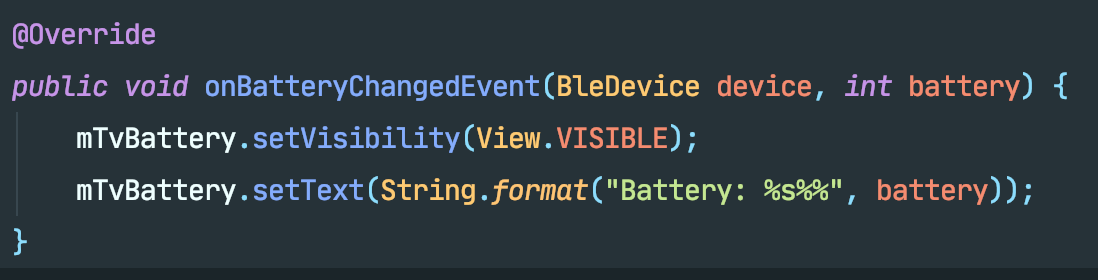 @Override
public void onBatteryChangedEvent(BleDevice device, int battery) {
    mTvBattery.setVisibility(View.VISIBLE);
    mTvBattery.setText(String.format("Battery: %s%%", battery));
}